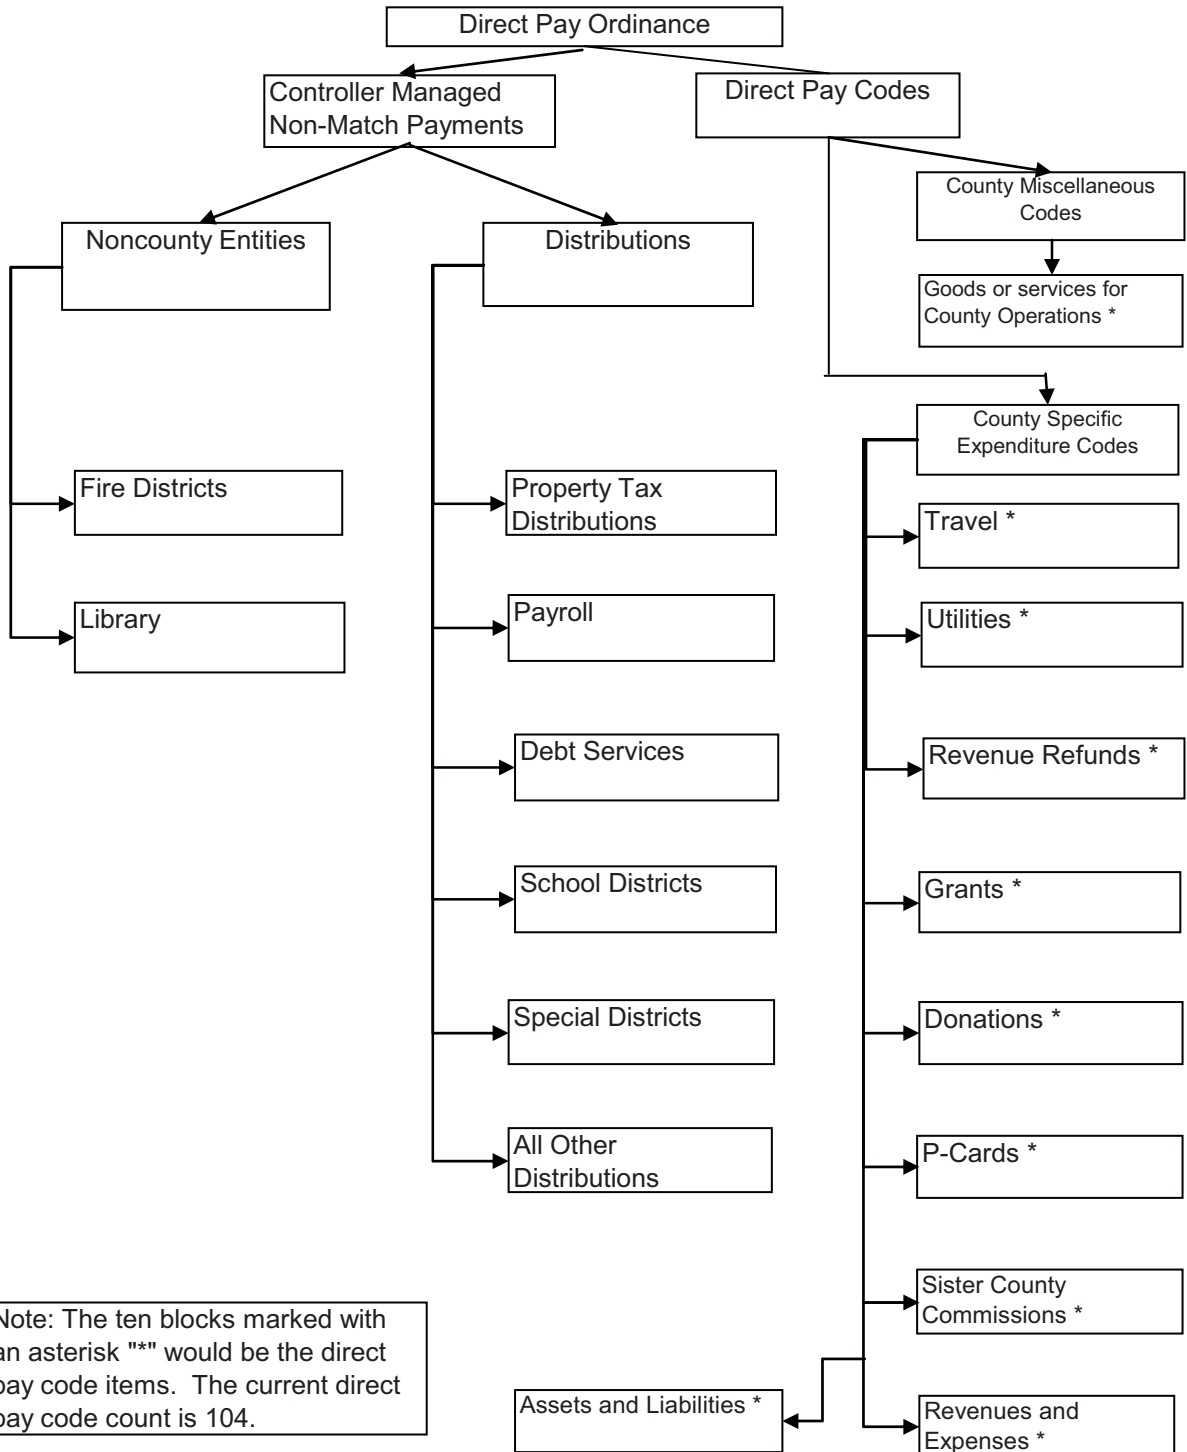 Direct Pay Ordinance
Controller Managed
Non-Match Payments
Direct Pay Codes
County Miscellaneous
Codes
Noncounty Entities
Distributions
Goods or services for
County Operations *
County Specific
Expenditure Codes
Fire Districts
Property Tax
Distributions
Travel *
Library
Payroll
Utilities *
Debt Services
Revenue Refunds *
School Districts
Grants *
Special Districts
Donations *
All Other
Distributions
P-Cards *
Sister County
Commissions *
Note: The ten blocks marked with
an asterisk "*" would be the direct
pay code items. The current direct
pay code count is 104.
Assets and Liabilities *
Revenues and
Expenses *